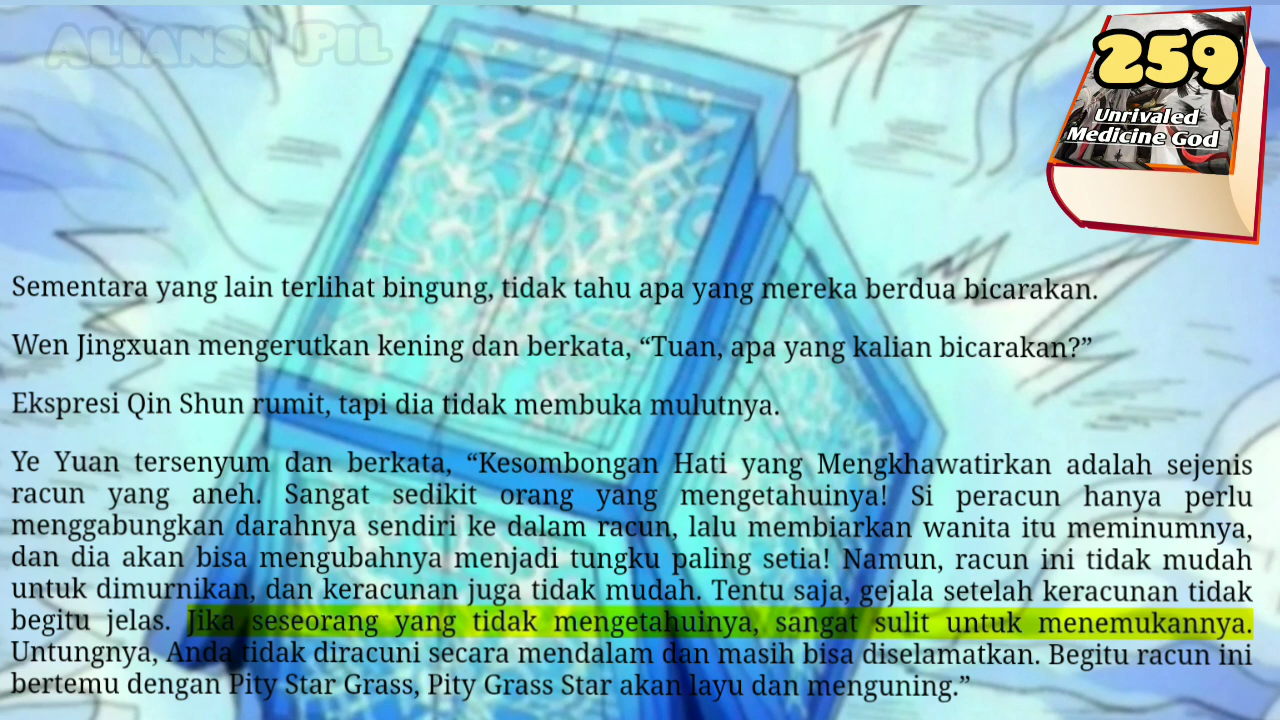 ALIANSI PIL
259
Unrivaled
Medicine God
Sementara yang lain terlihat bingung, tidak tahu apa yang mereka berdua bicarakan.
Wen Jingxuan mengerutkan kening dan berkata, “Tuan, apa yang kalian bicarakan?”
Ekspresi Qin Shun rumit, tapi dia tidak membuka mulutnya.
Ye Yuan tersenyum dan berkata, “Kesombongan Hati yang Mengkhawatirkan adalah sejenis
racun yang aneh. Sangat sedikit orang yang mengetahuinya! Si peracun hanya perlu
menggabungkan darahnya sendiri ke dalam racun, lalu membiarkan wanita itu meminumnya,
dan dia akan bisa mengubahnya menjadi tungku paling setia! Namun, racun ini tidak mudah
untuk dimurnikan, dan keracunan juga tidak mudah. Tentu saja, gejala setelah keracunan tidak
begitu jelas. Jika seseorang yang tidak mengetahuinya, sangat sulit untuk menemukannya.
Untungnya, Anda tidak diracuni secara mendalam dan masih bisa diselamatkan. Begitu racun ini
bertemu dengan Pity Star Grass, Pity Grass Star akan layu dan menguning.”